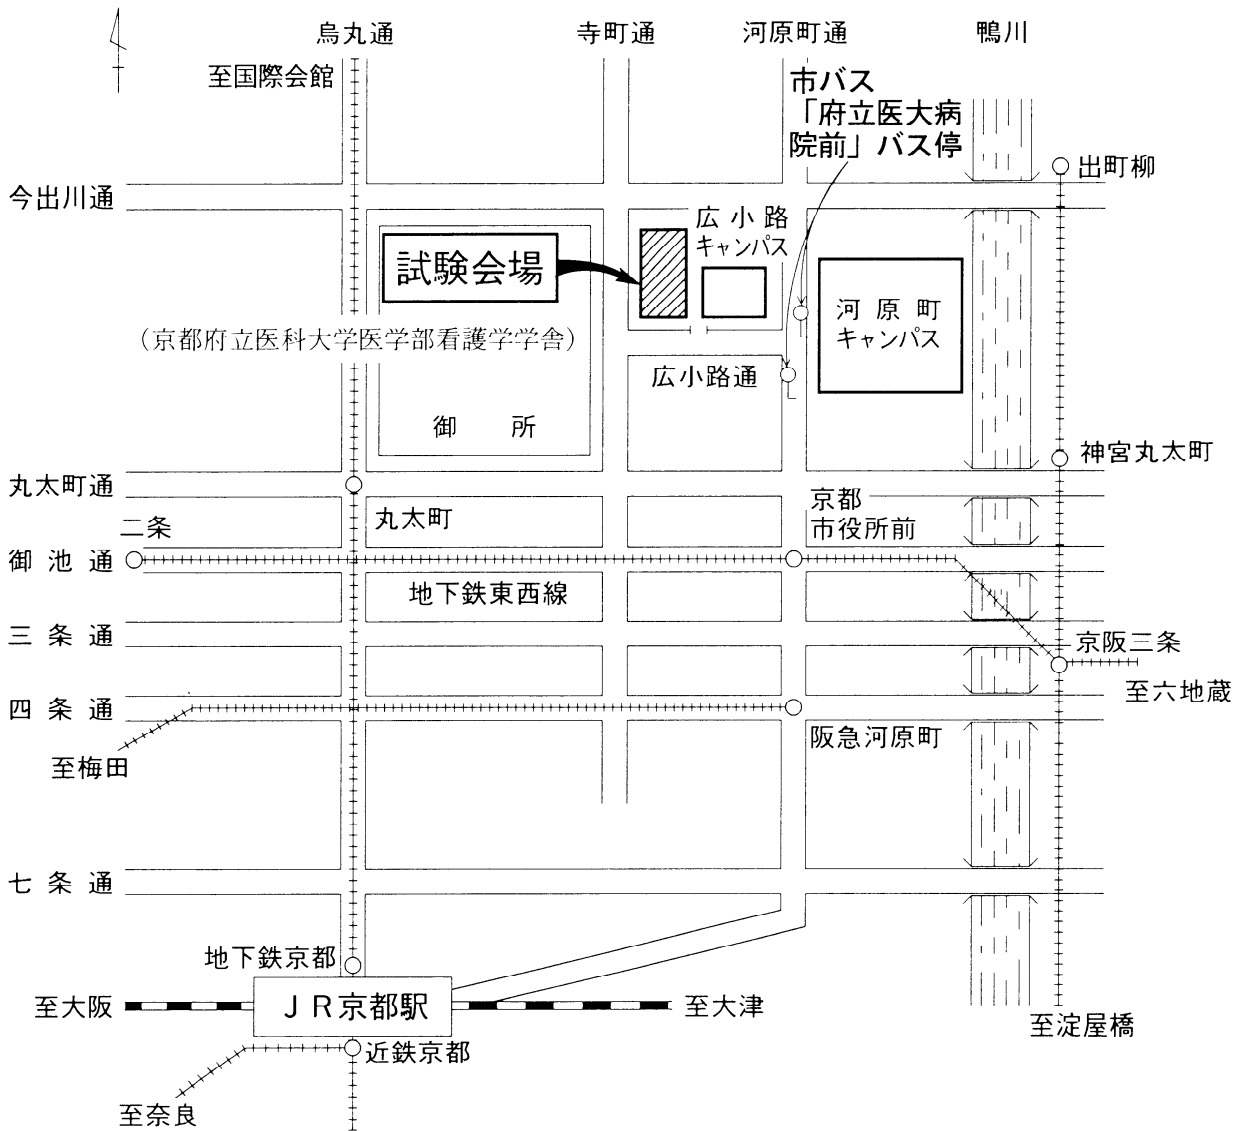 烏丸通
寺町通
河原町通
鴨川
至国際会館
市バス
「府立医大病
院前」バス停
出町柳
今出川通
広小路
キャンパス
試験会場
河原町
キャンパス
(京都府立医科大学医学部看護学学舎)
広小路通
御所
神宮丸太町
丸太町通
丸太町
京都
市役所前
二条
御池通
地下鉄東西線
三条通
京阪三条
至六地蔵
四条通
阪急河原町
至梅田
七条通
地下鉄京都
至大阪
JR京都駅
至大津
至淀屋橋
近鉄京都
至奈良